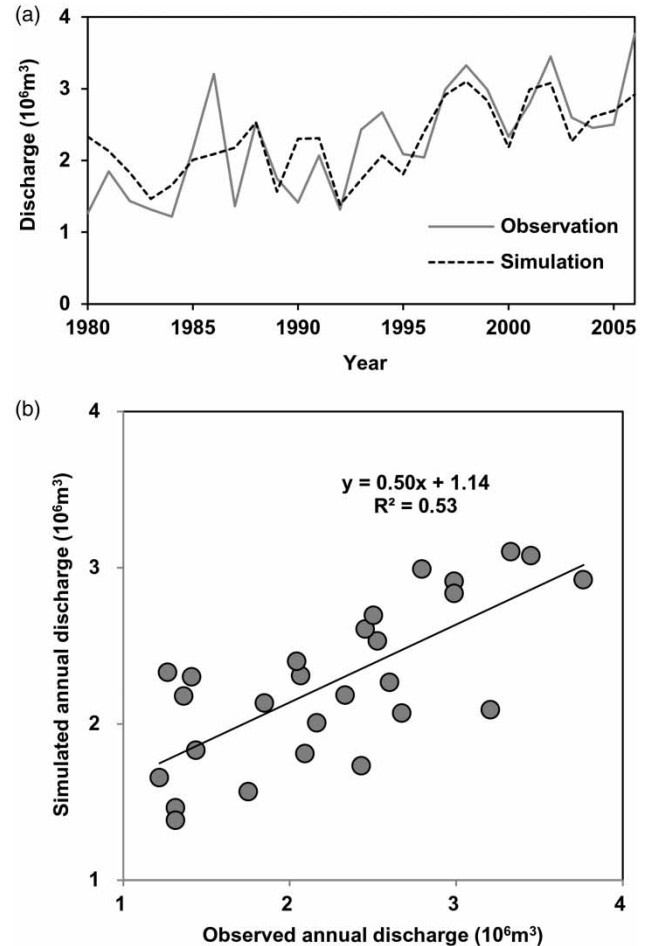 (a)
4
3
2
1
0
Discharge (10⁶m³)
Observation
Simulation
1980 1985 1990 1995 2000 2005
Year
(b)
4
3
2
1
Simulated annual discharge (10⁶m³)
y = 0.50x + 1.14
R² = 0.53
1 2 3 4
Observed annual discharge (10⁶m³)